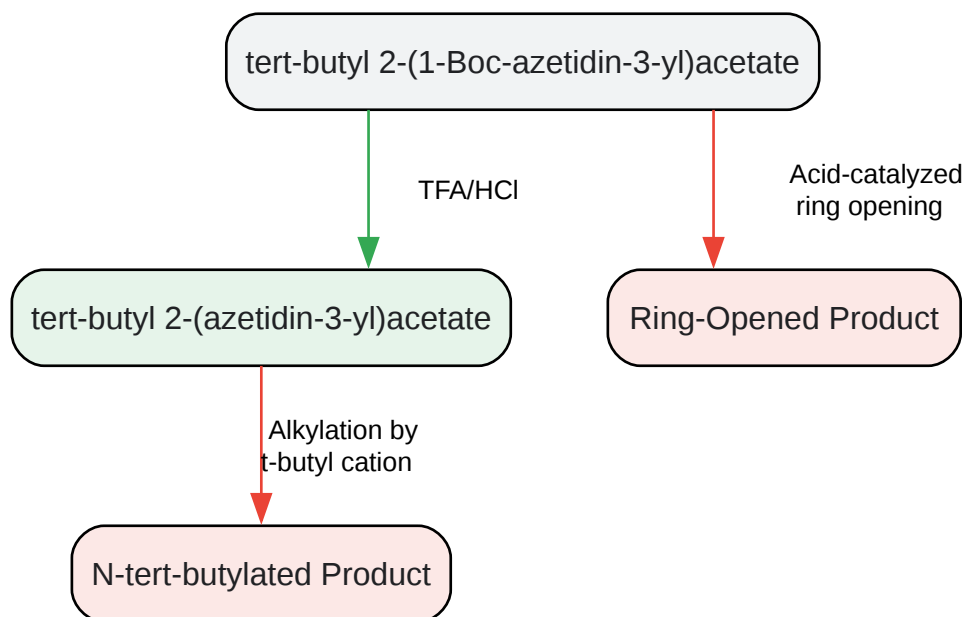 tert-butyl 2-(1-Boc-azetidin-3-yl)acetate
TFA/HCl
Acid-catalyzed
ring opening
tert-butyl 2-(azetidin-3-yl)acetate
Ring-Opened Product
Alkylation by
t-butyl cation
N-tert-butylated Product